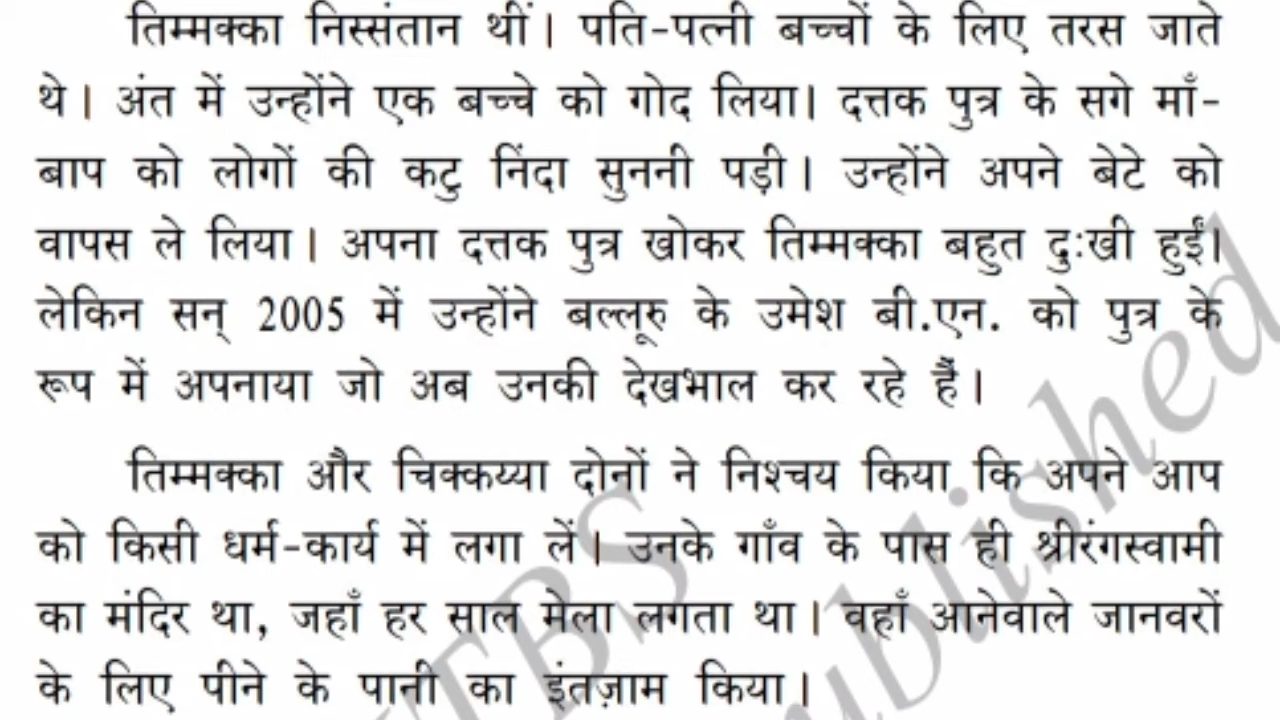 तिम्मक्का निस्संतान थीं। पति-पत्नी बच्चों के लिए तरस जाते
थे। अंत में उन्होंने एक बच्चे को गोद लिया। दत्तक पुत्र के सगे माँ-
बाप को लोगों की कटु निंदा सुननी पड़ी। उन्होंने अपने बेटे को
वापस ले लिया। अपना दत्तक पुत्र खोकर तिम्मक्का बहुत दुःखी हुईं।
लेकिन सन् 2005 में उन्होंने बल्लूरु के उमेश बी.एन. को पुत्र के
रूप में अपनाया जो अब उनकी देखभाल कर रहे हैं।
तिम्मक्का और चिक्कय्या दोनों ने निश्चय किया कि अपने आप
को किसी धर्म-कार्य में लगा लें। उनके गाँव के पास ही श्रीरंगस्वामी
का मंदिर था, जहाँ हर साल मेला लगता था। वहाँ आनेवाले जानवरों
के लिए पीने के पानी का इंतज़ाम किया।
TBS
ublished